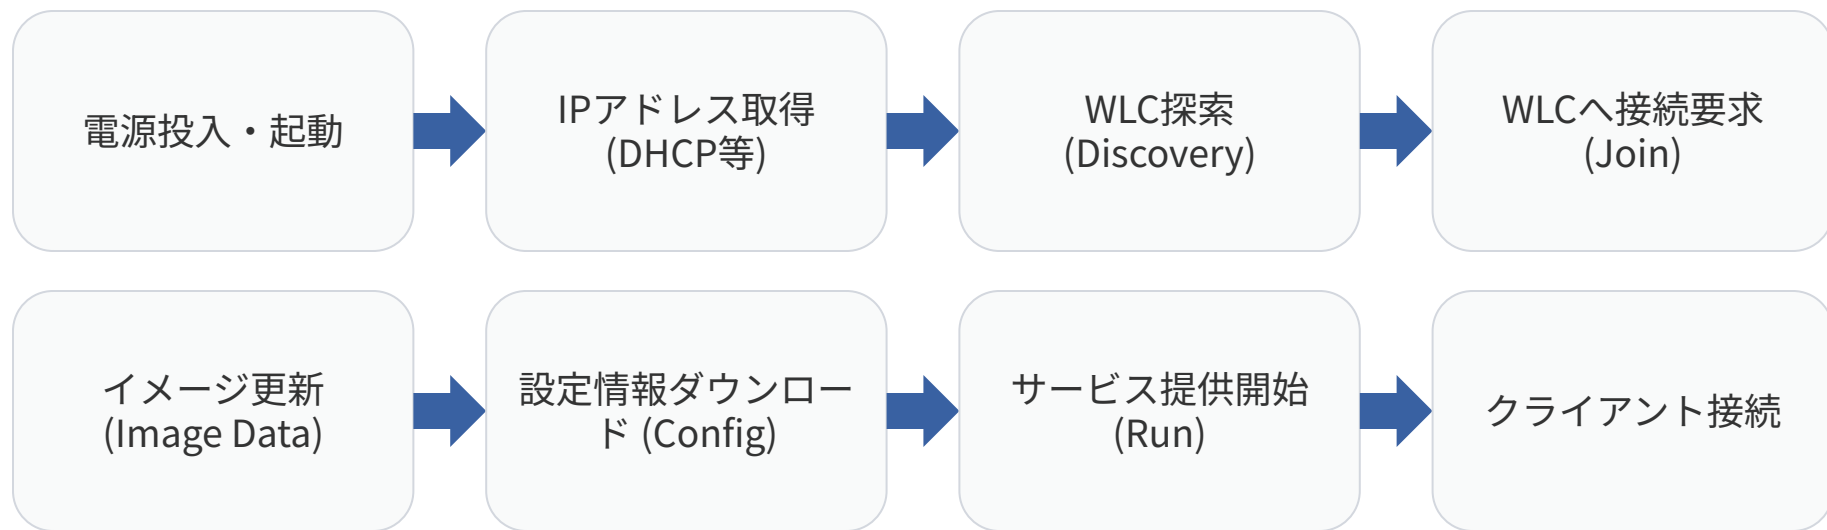 電源投入・起動
IPアドレス取得
(DHCP等)
WLC探索
(Discovery)
WLCへ接続要求
(Join)
イメージ更新
(Image Data)
設定情報ダウンロー
ド (Config)
サービス提供開始
(Run)
クライアント接続